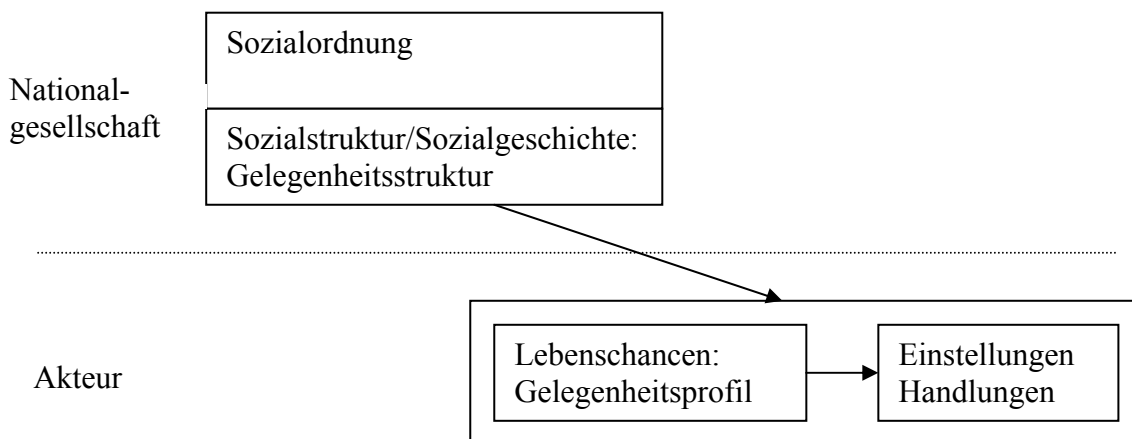 Sozialordnung
National-
gesellschaft
Sozialstruktur/Sozialgeschichte:
Gelegenheitsstruktur
Akteur
Lebenschancen:
Gelegenheitsprofil
Einstellungen
Handlungen